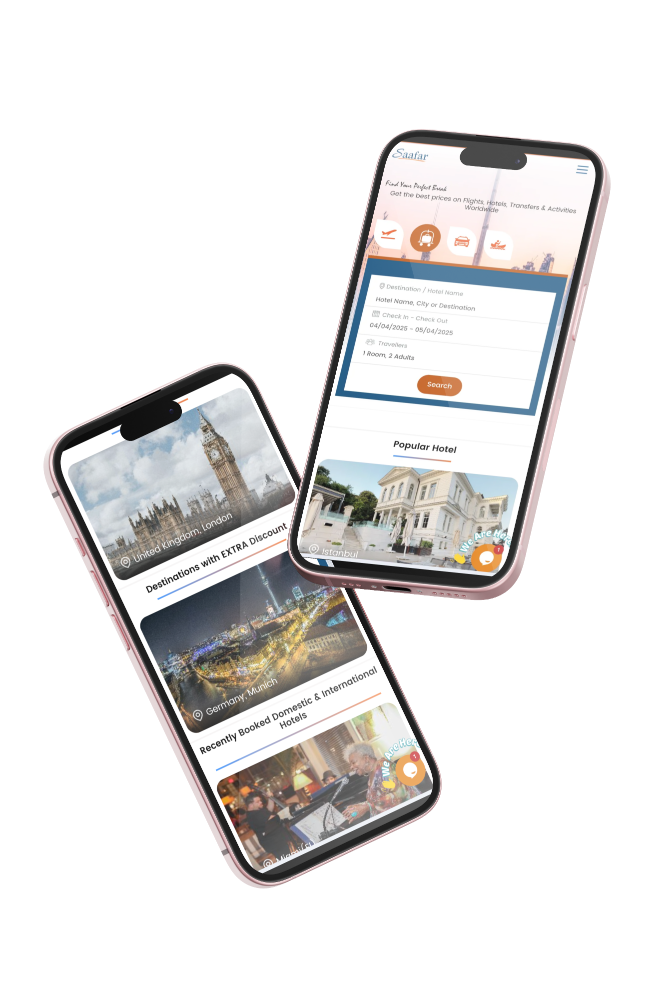 Saafar
Find Your Perfect Break
Get the best prices on Flights, Hotels, Transfers & Activities
Worldwide
Destination / Hotel Name
Hotel Name, City or Destination
Check In - Check Out
04/04/2025 - 05/04/2025
Travellers
1 Room, 2 Adults
Search
Popular Hotel
Istanbul
We Are
1
United Kingdom, London
Destinations with EXTRA Discount
Germany, Munich
Recently Booked Domestic & International
Hotels
We Are
1